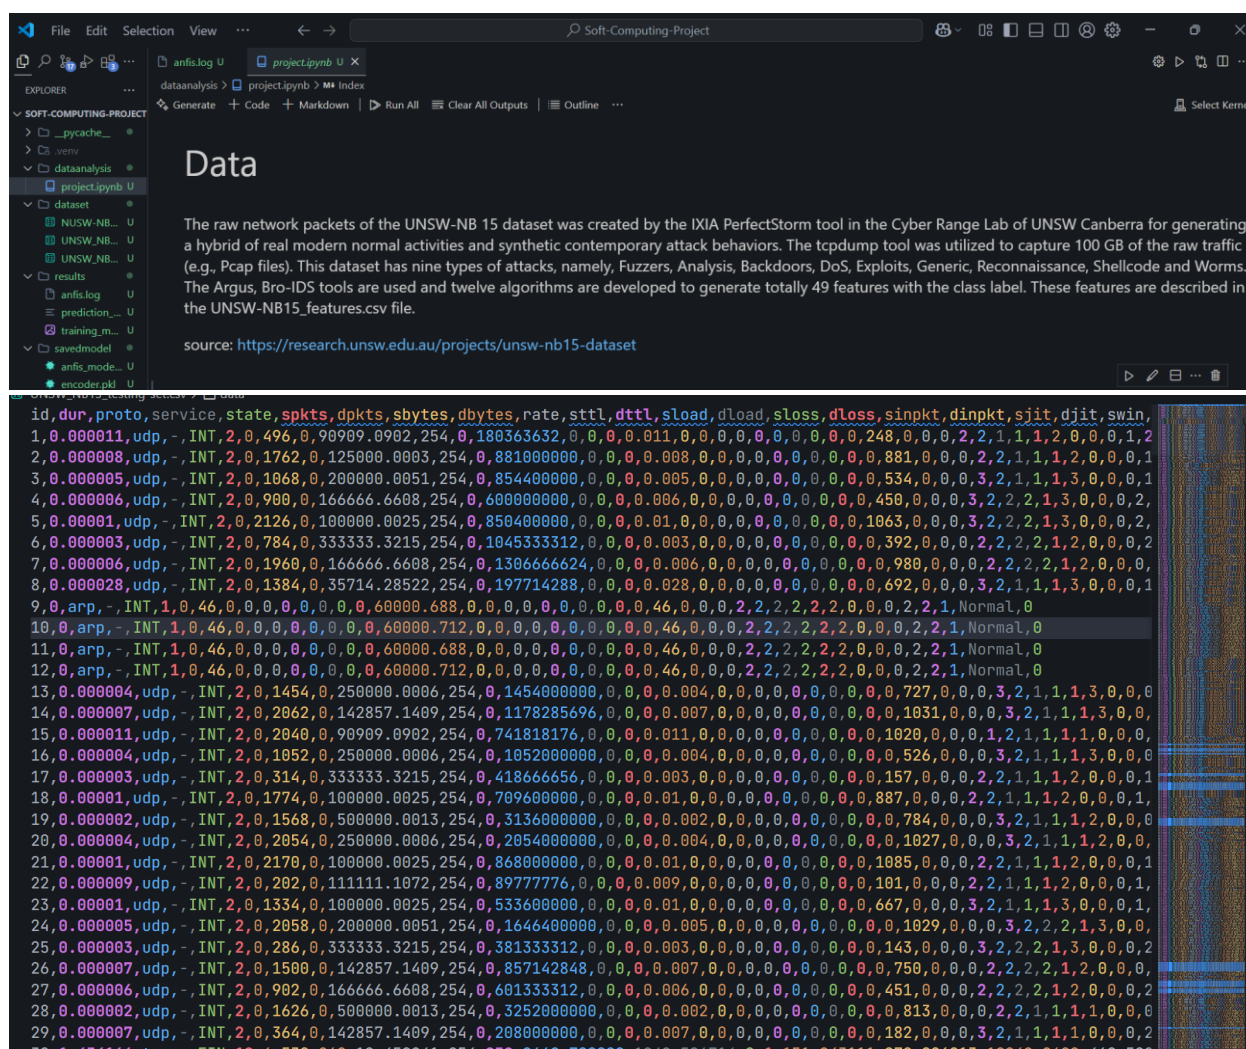 File Edit Selection View ··· Soft-Computing-Project
anfis.log U project.ipynb U
EXPLORER ···
dataanalysis > project.ipynb > M↓ Index
Generate + Code + Markdown | Run All Clear All Outputs | Outline ··· Select Kerne
SOFT-COMPUTING-PROJECT
__pycache__
.venv
dataanalysis
project.ipynb U
dataset
NUSW-NB... U
UNSW_NB... U
UNSW_NB... U
results
anfis.log U
prediction_... U
training_m... U
savedmodel
anfis_mode... U
encoder.pkl U
Data
The raw network packets of the UNSW-NB 15 dataset was created by the IXIA PerfectStorm tool in the Cyber Range Lab of UNSW Canberra for generating
a hybrid of real modern normal activities and synthetic contemporary attack behaviors. The tcpdump tool was utilized to capture 100 GB of the raw traffic
(e.g., Pcap files). This dataset has nine types of attacks, namely, Fuzzers, Analysis, Backdoors, DoS, Exploits, Generic, Reconnaissance, Shellcode and Worms.
The Argus, Bro-IDS tools are used and twelve algorithms are developed to generate totally 49 features with the class label. These features are described in
the UNSW-NB15_features.csv file.
source: https://research.unsw.edu.au/projects/unsw-nb15-dataset
id,dur,proto,service,state,spkts,dpkts,sbytes,dbytes,rate,sttl,dttl,sload,dload,sloss,dloss,sinpkt,dinpkt,sjit,djit,swin,
1,0.000011,udp,-,INT,2,0,496,0,90909.0902,254,0,180363632,0,0,0,0.011,0,0,0,0,0,0,0,0,0,248,0,0,0,2,2,1,1,1,2,0,0,0,1,2
2,0.000008,udp,-,INT,2,0,1762,0,125000.0003,254,0,881000000,0,0,0,0.008,0,0,0,0,0,0,0,0,0,881,0,0,0,2,2,1,1,1,2,0,0,0,1
3,0.000005,udp,-,INT,2,0,1068,0,200000.0051,254,0,854400000,0,0,0,0.005,0,0,0,0,0,0,0,0,0,534,0,0,0,3,2,1,1,1,3,0,0,0,1
4,0.000006,udp,-,INT,2,0,900,0,166666.6608,254,0,600000000,0,0,0,0.006,0,0,0,0,0,0,0,0,0,450,0,0,0,3,2,2,2,1,3,0,0,0,2,
5,0.00001,udp,-,INT,2,0,2126,0,100000.0025,254,0,850400000,0,0,0,0.01,0,0,0,0,0,0,0,0,0,1063,0,0,0,3,2,2,2,1,3,0,0,0,2,
6,0.000003,udp,-,INT,2,0,784,0,333333.3215,254,0,1045333312,0,0,0,0.003,0,0,0,0,0,0,0,0,0,392,0,0,0,2,2,2,2,1,2,0,0,0,2
7,0.000006,udp,-,INT,2,0,1960,0,166666.6608,254,0,1306666624,0,0,0,0.006,0,0,0,0,0,0,0,0,0,980,0,0,0,2,2,2,2,1,2,0,0,0,
8,0.000028,udp,-,INT,2,0,1384,0,35714.28522,254,0,197714288,0,0,0,0.028,0,0,0,0,0,0,0,0,0,692,0,0,0,3,2,1,1,1,3,0,0,0,1
9,0,arp,-,INT,1,0,46,0,0,0,0,0,0,0,0,60000.688,0,0,0,0,0,0,0,0,0,46,0,0,0,2,2,2,2,2,2,0,0,0,2,2,1,Normal,0
10,0,arp,-,INT,1,0,46,0,0,0,0,0,0,0,0,60000.712,0,0,0,0,0,0,0,0,0,46,0,0,0,2,2,2,2,2,2,0,0,0,2,2,1,Normal,0
11,0,arp,-,INT,1,0,46,0,0,0,0,0,0,0,0,60000.688,0,0,0,0,0,0,0,0,0,46,0,0,0,2,2,2,2,2,2,0,0,0,2,2,1,Normal,0
12,0,arp,-,INT,1,0,46,0,0,0,0,0,0,0,0,60000.712,0,0,0,0,0,0,0,0,0,46,0,0,0,2,2,2,2,2,2,0,0,0,2,2,1,Normal,0
13,0.000004,udp,-,INT,2,0,1454,0,250000.0006,254,0,1454000000,0,0,0,0.004,0,0,0,0,0,0,0,0,0,727,0,0,0,3,2,1,1,1,3,0,0,0
14,0.000007,udp,-,INT,2,0,2062,0,142857.1409,254,0,1178285696,0,0,0,0.007,0,0,0,0,0,0,0,0,0,1031,0,0,0,3,2,1,1,1,3,0,0,
15,0.000011,udp,-,INT,2,0,2040,0,90909.0902,254,0,741818176,0,0,0,0.011,0,0,0,0,0,0,0,0,0,1020,0,0,0,1,2,1,1,1,1,0,0,0,
16,0.000004,udp,-,INT,2,0,1052,0,250000.0006,254,0,1052000000,0,0,0,0.004,0,0,0,0,0,0,0,0,0,526,0,0,0,3,2,1,1,1,3,0,0,0
17,0.000003,udp,-,INT,2,0,314,0,333333.3215,254,0,418666656,0,0,0,0.003,0,0,0,0,0,0,0,0,0,157,0,0,0,2,2,1,1,1,2,0,0,0,1
18,0.00001,udp,-,INT,2,0,1774,0,100000.0025,254,0,709600000,0,0,0,0.01,0,0,0,0,0,0,0,0,0,887,0,0,0,2,2,1,1,1,2,0,0,0,1,
19,0.000002,udp,-,INT,2,0,1568,0,500000.0013,254,0,3136000000,0,0,0,0.002,0,0,0,0,0,0,0,0,0,784,0,0,0,3,2,1,1,1,2,0,0,0
20,0.000004,udp,-,INT,2,0,2054,0,250000.0006,254,0,2054000000,0,0,0,0.004,0,0,0,0,0,0,0,0,0,1027,0,0,0,3,2,1,1,1,2,0,0,
21,0.00001,udp,-,INT,2,0,2170,0,100000.0025,254,0,868000000,0,0,0,0.01,0,0,0,0,0,0,0,0,0,1085,0,0,0,2,2,1,1,1,2,0,0,0,1
22,0.000009,udp,-,INT,2,0,202,0,111111.1072,254,0,89777776,0,0,0,0.009,0,0,0,0,0,0,0,0,0,101,0,0,0,2,2,1,1,1,2,0,0,0,1,
23,0.00001,udp,-,INT,2,0,1334,0,100000.0025,254,0,533600000,0,0,0,0.01,0,0,0,0,0,0,0,0,0,667,0,0,0,3,2,1,1,1,3,0,0,0,1,
24,0.000005,udp,-,INT,2,0,2058,0,200000.0051,254,0,1646400000,0,0,0,0.005,0,0,0,0,0,0,0,0,0,1029,0,0,0,3,2,2,2,1,3,0,0,
25,0.000003,udp,-,INT,2,0,286,0,333333.3215,254,0,381333312,0,0,0,0.003,0,0,0,0,0,0,0,0,0,143,0,0,0,3,2,2,2,1,3,0,0,0,2
26,0.000007,udp,-,INT,2,0,1500,0,142857.1409,254,0,857142848,0,0,0,0.007,0,0,0,0,0,0,0,0,0,750,0,0,0,2,2,2,2,1,2,0,0,0,
27,0.000006,udp,-,INT,2,0,902,0,166666.6608,254,0,601333312,0,0,0,0.006,0,0,0,0,0,0,0,0,0,451,0,0,0,2,2,2,2,1,2,0,0,0,2
28,0.000002,udp,-,INT,2,0,1626,0,500000.0013,254,0,3252000000,0,0,0,0.002,0,0,0,0,0,0,0,0,0,813,0,0,0,2,2,1,1,1,1,0,0,0
29,0.000007,udp,-,INT,2,0,364,0,142857.1409,254,0,208000000,0,0,0,0.007,0,0,0,0,0,0,0,0,0,182,0,0,0,3,2,1,1,1,1,0,0,0,2